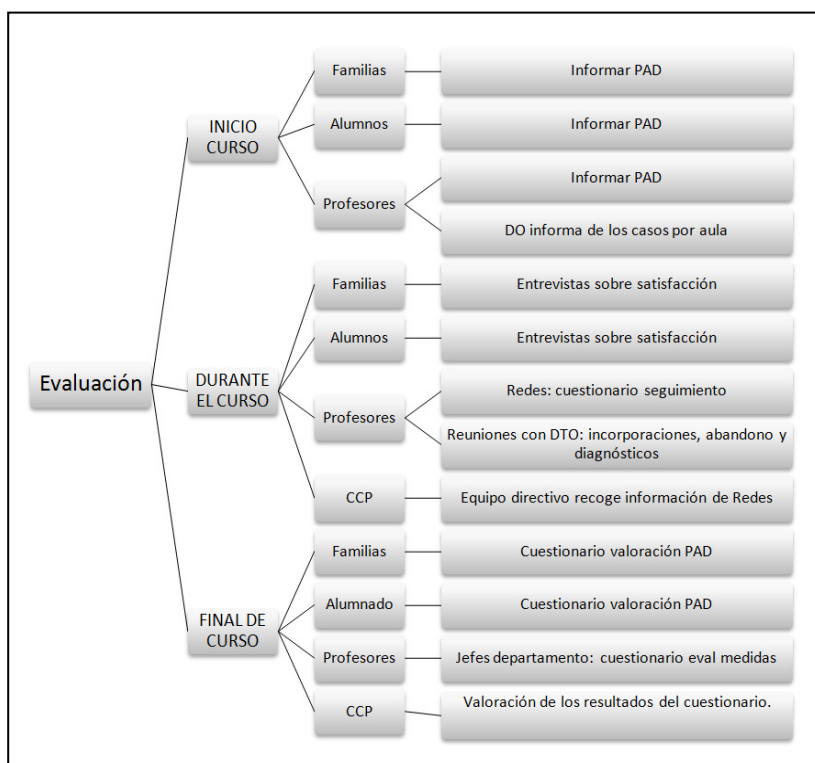 Evaluación
INICIO
CURSO
Familias
Informar PAD
Alumnos
Informar PAD
Profesores
Informar PAD
DO informa de los casos por aula
DURANTE
EL CURSO
Familias
Entrevistas sobre satisfacción
Alumnos
Entrevistas sobre satisfacción
Profesores
Redes: cuestionario seguimiento
Reuniones con DTO: incorporaciones, abandono y
diagnósticos
CCP
Equipo directivo recoge información de Redes
FINAL DE
CURSO
Familias
Cuestionario valoración PAD
Alumnado
Cuestionario valoración PAD
Profesores
Jefes departamento: cuestionario eval medidas
CCP
Valoración de los resultados del cuestionario.